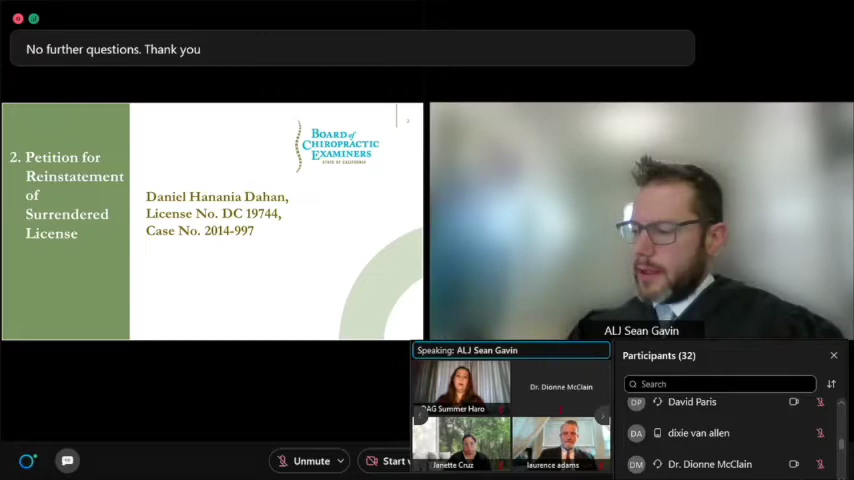 No further questions. Thank you
2
2. Petition for
Reinstatement
of
Surrendered
License
BOARD of
CHIROPRACTIC
EXAMINERS
STATE OF CALIFORNIA
Daniel Hanania Dahan,
License No. DC 19744,
Case No. 2014-997
ALJ Sean Gavin
Speaking: ALJ Sean Gavin
DAG Summer Haro
Dr. Dionne McClain
Janette Cruz
laurence adams
Participants (32)
Search
DP David Paris
DA dixie van allen
DM Dr. Dionne McClain
Unmute
Start v